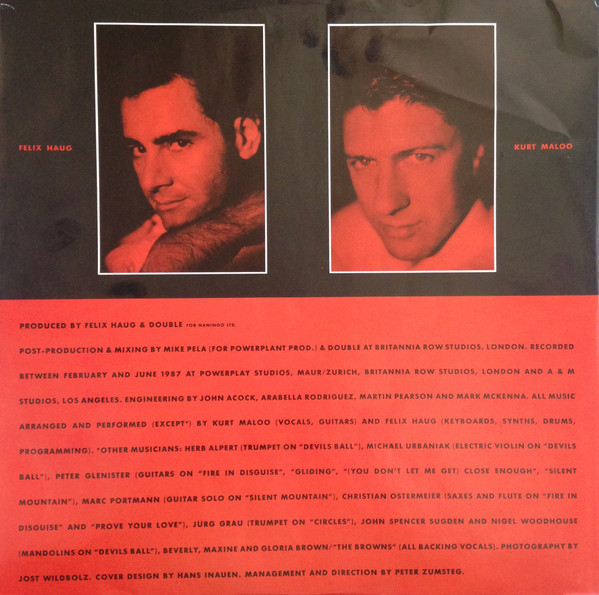 FELIX HAUG
KURT MALOO
PRODUCED BY FELIX HAUG & DOUBLE FOR NAMINGO LTD.
POST-PRODUCTION & MIXING BY MIKE PELA (FOR POWERPLANT PROD.) & DOUBLE AT BRITANNIA ROW STUDIOS, LONDON. RECORDED
BETWEEN FEBRUARY AND JUNE 1987 AT POWERPLAY STUDIOS, MAUR/ZURICH, BRITANNIA ROW STUDIOS, LONDON AND A & M
STUDIOS, LOS ANGELES. ENGINEERING BY JOHN ACOCK, ARABELLA RODRIGUEZ, MARTIN PEARSON AND MARK MCKENNA. ALL MUSIC
ARRANGED AND PERFORMED (EXCEPT*) BY KURT MALOO (VOCALS, GUITARS) AND FELIX HAUG (KEYBOARDS, SYNTHS, DRUMS,
PROGRAMMING). *OTHER MUSICIANS: HERB ALPERT (TRUMPET ON "DEVILS BALL"), MICHAEL URBANIAK (ELECTRIC VIOLIN ON "DEVILS
BALL"), PETER GLENISTER (GUITARS ON "FIRE IN DISGUISE", "GLIDING", "(YOU DON'T LET ME GET) CLOSE ENOUGH", "SILENT
MOUNTAIN"), MARC PORTMANN (GUITAR SOLO ON "SILENT MOUNTAIN"), CHRISTIAN OSTERMEIER (SAXES AND FLUTE ON "FIRE IN
DISGUISE" AND "PROVE YOUR LOVE"), JÜRG GRAU (TRUMPET ON "CIRCLES"), JOHN SPENCER SUGDEN AND NIGEL WOODHOUSE
(MANDOLINS ON "DEVILS BALL"), BEVERLY, MAXINE AND GLORIA BROWN/"THE BROWNS" (ALL BACKING VOCALS). PHOTOGRAPHY BY
JOST WILDBOLZ. COVER DESIGN BY HANS INAUEN. MANAGEMENT AND DIRECTION BY PETER ZUMSTEG.